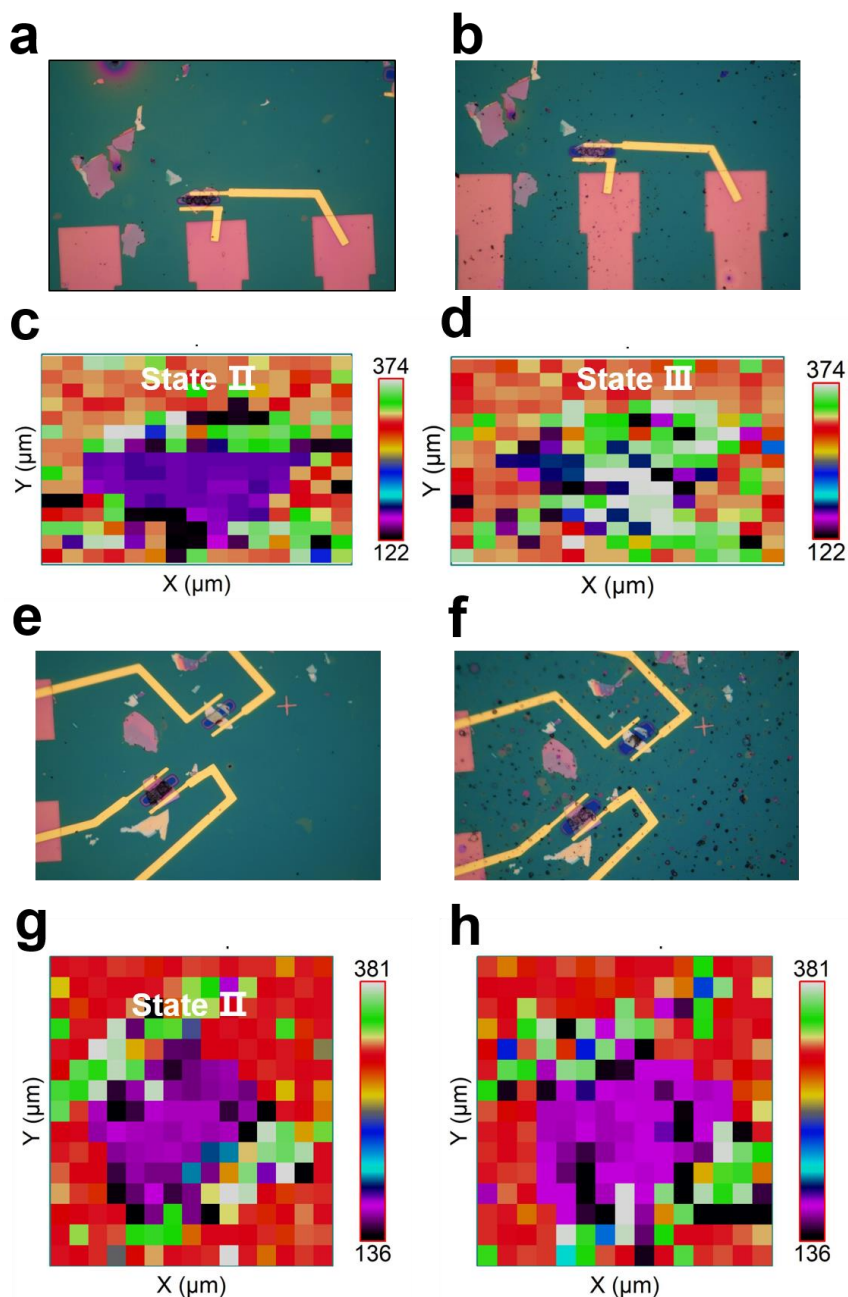 a
b
c
d
State Ⅱ
374
122
Y (μm)
X (μm)
State Ⅲ
374
122
Y (μm)
X (μm)
e
f
g
h
State Ⅱ
381
136
Y (μm)
X (μm)
381
136
Y (μm)
X (μm)